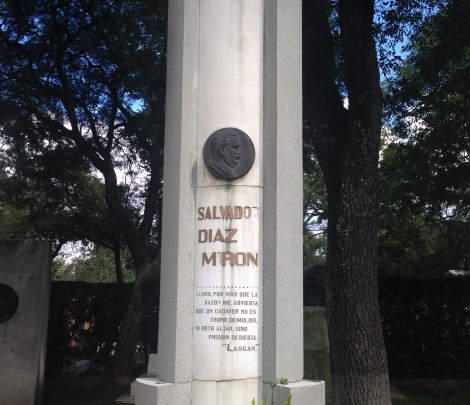 SALVADO
DIAZ
M RON
LLORO, POR MAS QUE LA
RAZON ME ADVIERTA
QUE UN CADAVER NO ES
TRONO DEMOLIDO,
NI ROTO ALTAR, SINO
PRISION DESIERTA.
"LASCAS"